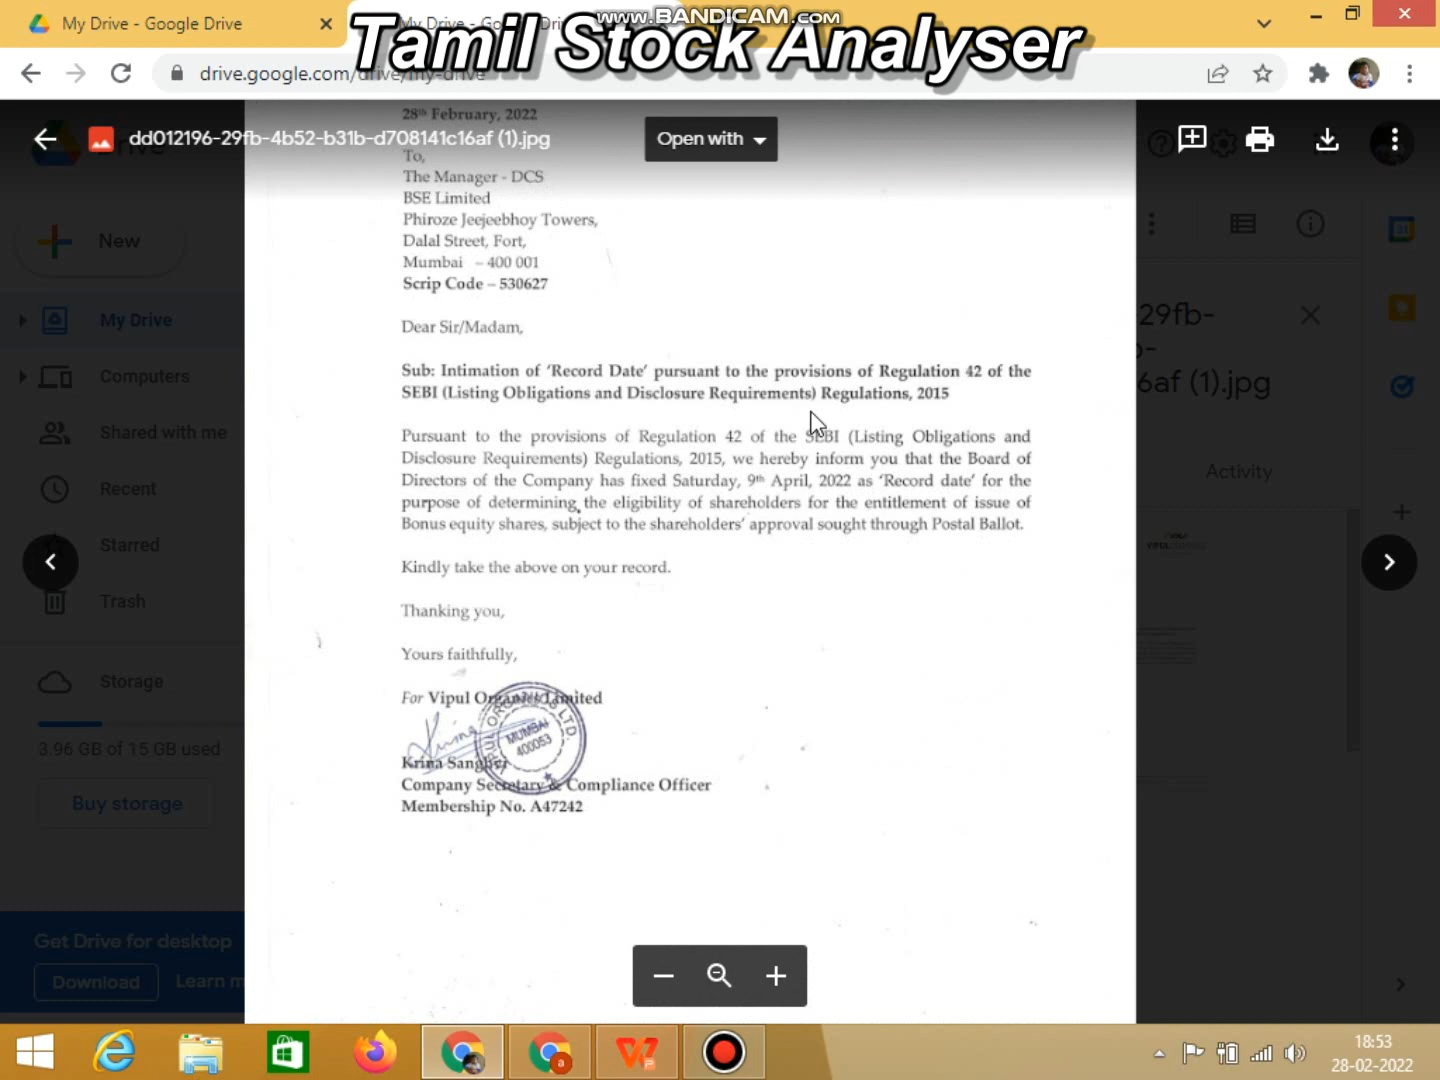 www.BANDICAM.com
My Drive - Google Drive
Tamil Stock Analyser
drive.google.com/drive/my-drive
28th February, 2022
dd012196-29fb-4b52-b31b-d708141c16af (1).jpg
Open with
To,
The Manager - DCS
BSE Limited
Phiroze Jeejeebhoy Towers,
Dalal Street, Fort,
Mumbai - 400 001
Scrip Code – 530627
Dear Sir/Madam,
Sub: Intimation of 'Record Date' pursuant to the provisions of Regulation 42 of the
SEBI (Listing Obligations and Disclosure Requirements) Regulations, 2015
Pursuant to the provisions of Regulation 42 of the SEBI (Listing Obligations and
Disclosure Requirements) Regulations, 2015, we hereby inform you that the Board of
Directors of the Company has fixed Saturday, 9th April, 2022 as 'Record date' for the
purpose of determining the eligibility of shareholders for the entitlement of issue of
Bonus equity shares, subject to the shareholders' approval sought through Postal Ballot.
Kindly take the above on your record.
Thanking you,
Yours faithfully,
For Vipul Organics Limited
MUMBAI
400053
Krina Sanghvi
Company Secretary & Compliance Officer
Membership No. A47242
New
My Drive
Computers
Shared with me
Recent
Starred
Trash
Storage
3.96 GB of 15 GB used
Buy storage
Get Drive for desktop
Download
Learn m
29fb-
b-
6af (1).jpg
Activity
18:53
28-02-2022